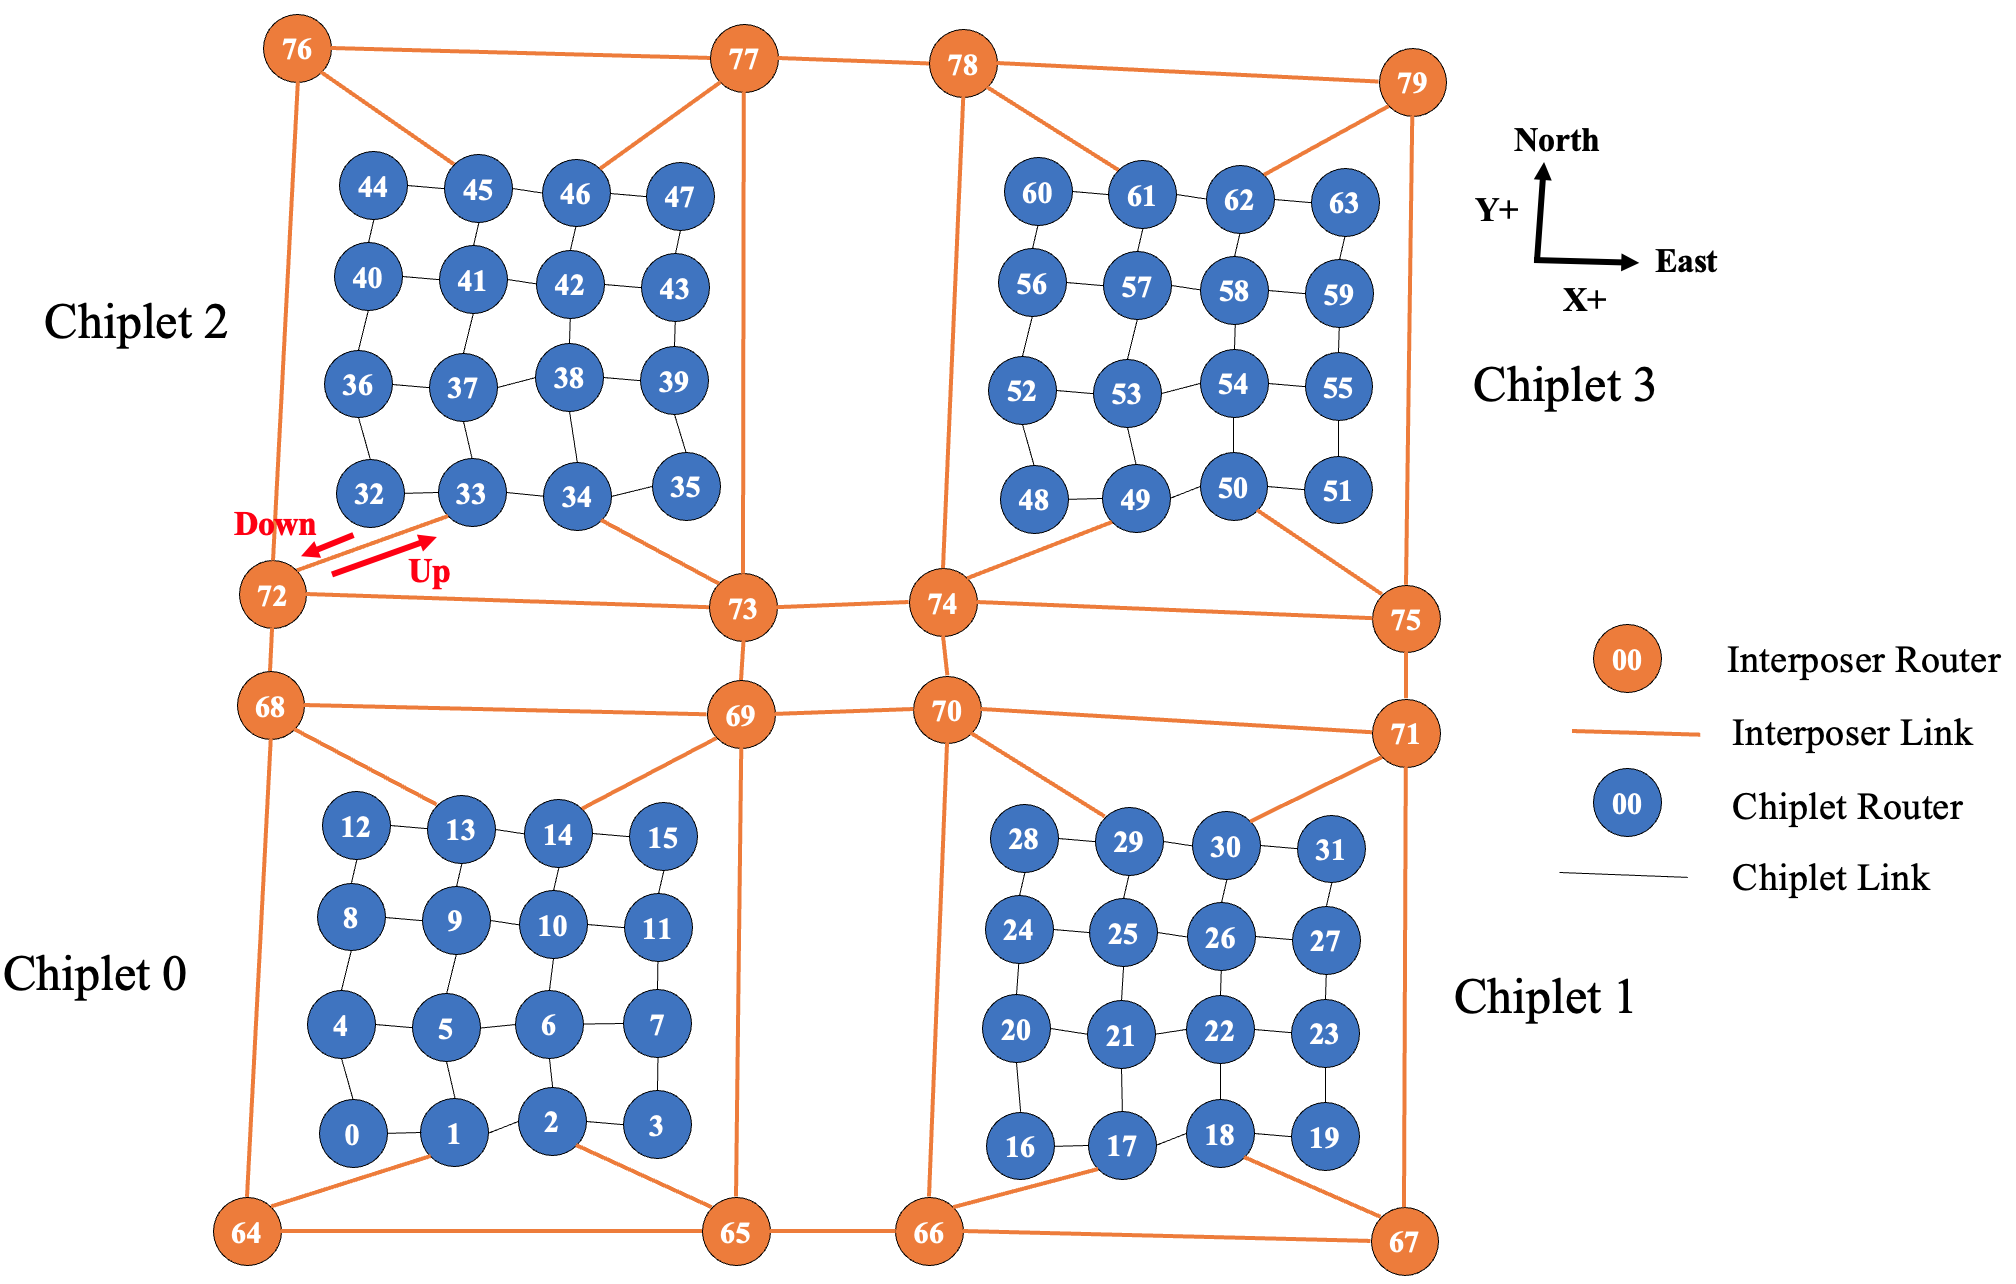 76 77 78 79
North
Y+
East
X+
44 45 46 47 60 61 62 63
40 41 42 43 56 57 58 59
Chiplet 2
36 37 38 39 52 53 54 55
Chiplet 3
32 33 34 35 48 49 50 51
Down
Up
72 73 74 75
00 Interposer Router
68 69 70 71
Interposer Link
12 13 14 15 28 29 30 31
00 Chiplet Router
Chiplet Link
8 9 10 11 24 25 26 27
Chiplet 0
Chiplet 1
4 5 6 7 20 21 22 23
0 1 2 3 16 17 18 19
64 65 66 67